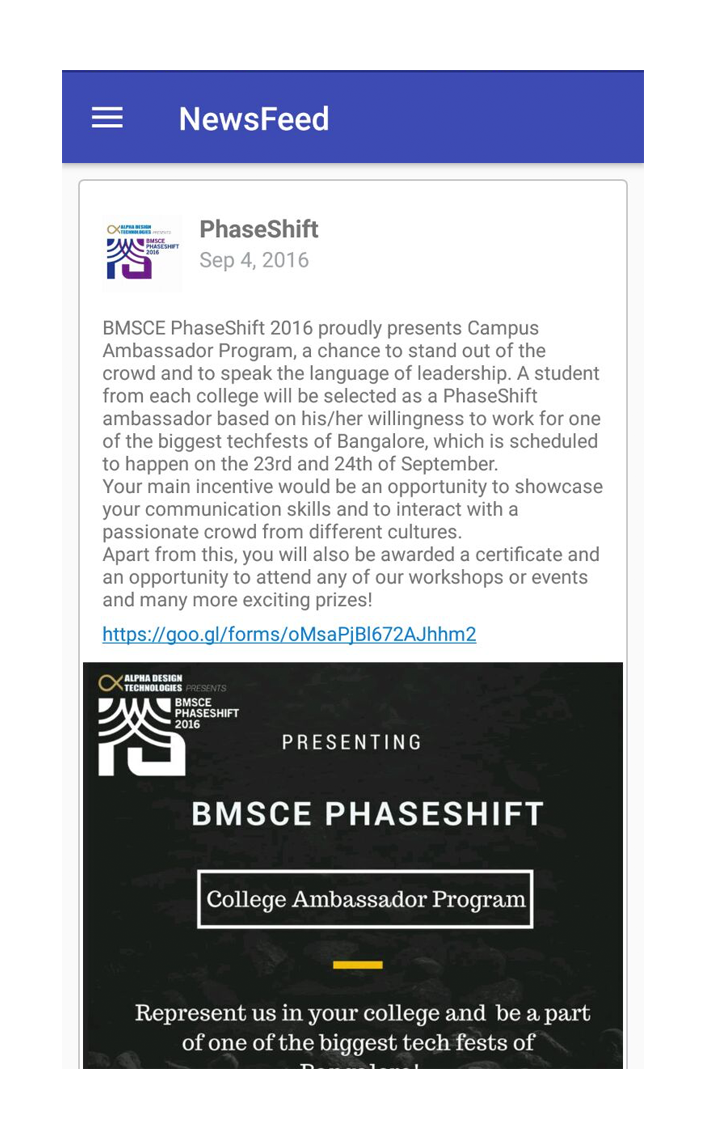 NewsFeed
ALPHA DESIGN
TECHNOLOGIES PRESENTS
BMSCE
PHASESHIFT
2016
PhaseShift
Sep 4, 2016
BMSCE PhaseShift 2016 proudly presents Campus
Ambassador Program, a chance to stand out of the
crowd and to speak the language of leadership. A student
from each college will be selected as a PhaseShift
ambassador based on his/her willingness to work for one
of the biggest techfests of Bangalore, which is scheduled
to happen on the 23rd and 24th of September.
Your main incentive would be an opportunity to showcase
your communication skills and to interact with a
passionate crowd from different cultures.
Apart from this, you will also be awarded a certificate and
an opportunity to attend any of our workshops or events
and many more exciting prizes!
https://goo.gl/forms/oMsaPjBl672AJhhm2
ALPHA DESIGN
TECHNOLOGIES PRESENTS
BMSCE
PHASESHIFT
2016
PRESENTING
BMSCE PHASESHIFT
College Ambassador Program
Represent us in your college and be a part
of one of the biggest tech fests of
Bangalore!